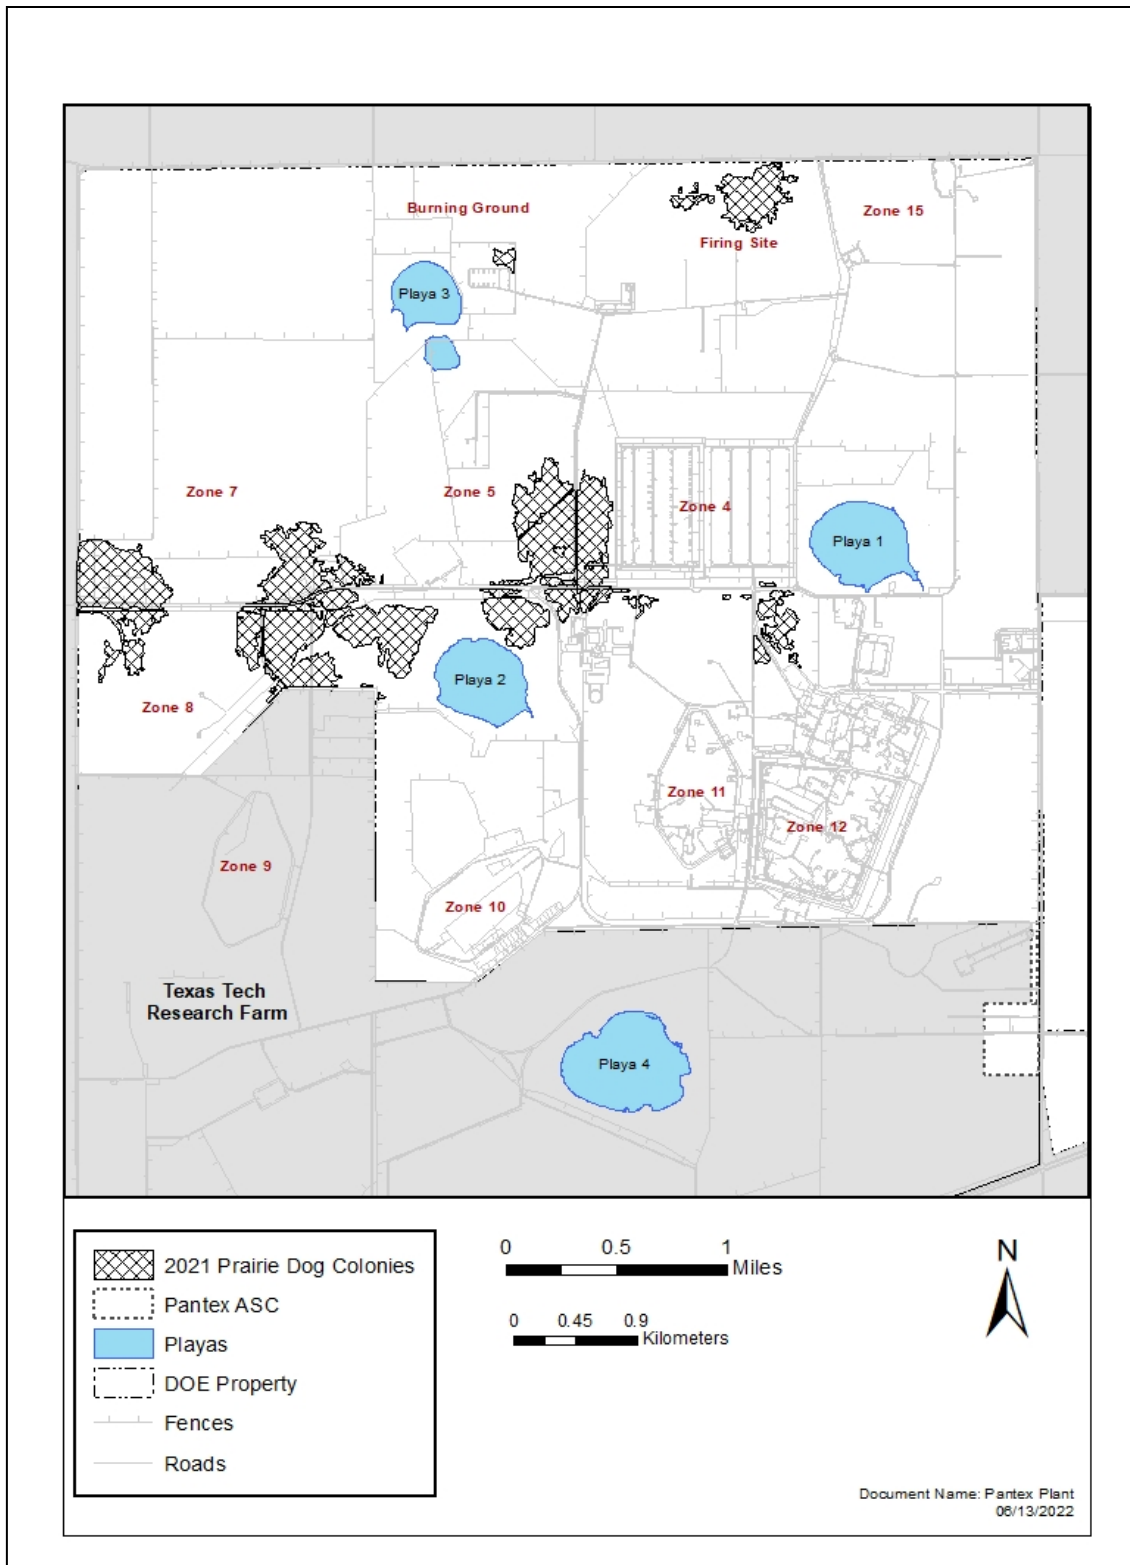 Burning Ground
Zone 15
Firing Site
Playa 3
Zone 7
Zone 5
Zone 4
Playa 1
Playa 2
Zone 8
Zone 11
Zone 12
Zone 9
Zone 10
Texas Tech
Research Farm
Playa 4
2021 Prairie Dog Colonies
Pantex ASC
Playas
DOE Property
Fences
Roads
0 0.5 1
Miles
0 0.45 0.9
Kilometers
N
Document Name: Pantex Plant
06/13/2022